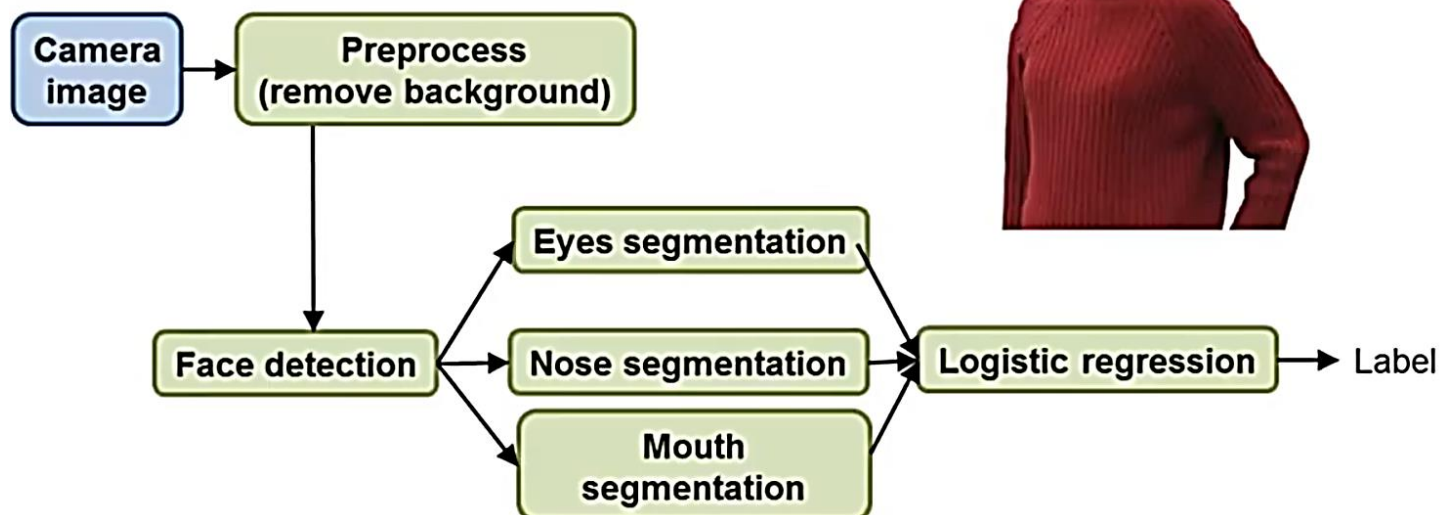 Camera
image
Preprocess
(remove background)
Eyes segmentation
Face detection
Nose segmentation
Logistic regression
Label
Mouth
segmentation